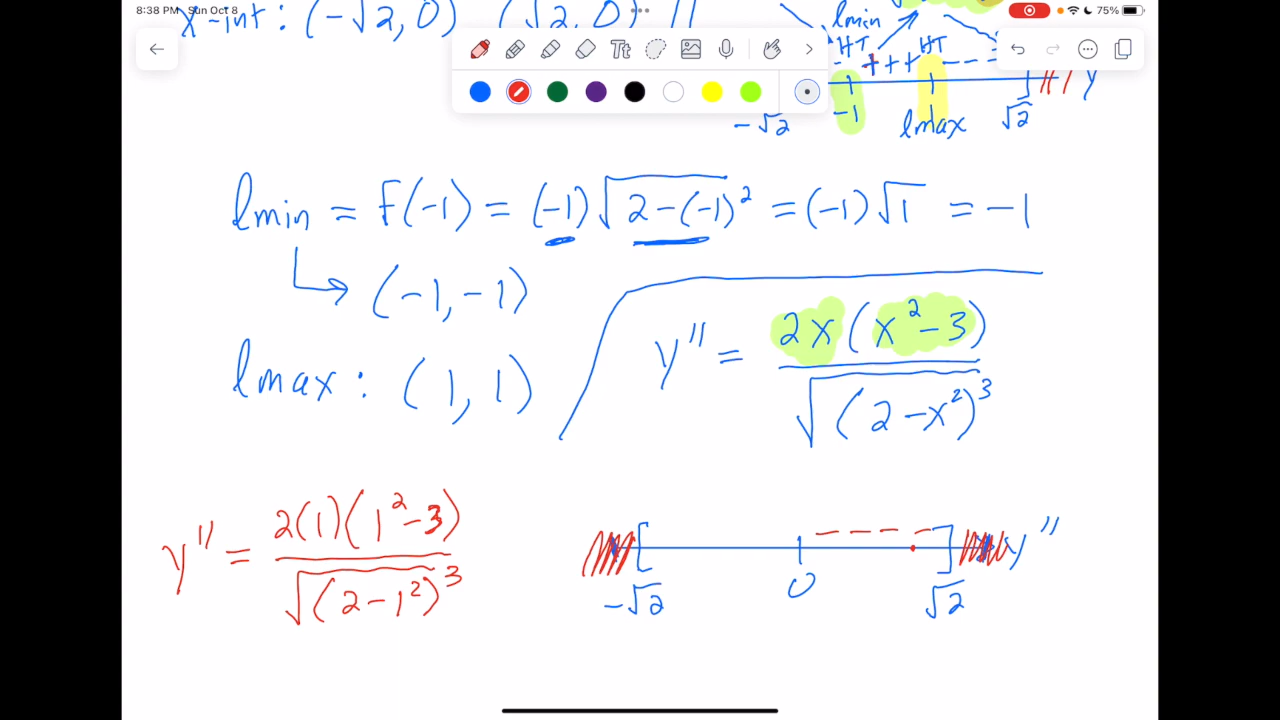 8:38 PM Sun Oct 8
75%
x-int: (-√2, 0) (√2, 0) //
lmin
HT HT
- + + + - - -
-√2 -1 lmax √2 y'
Tt
lmin = F(-1) = (-1)√2-(-1)² = (-1)√1 = -1
↳ (-1, -1)
lmax: (1, 1)
y'' = 2x(x²-3) / √(2-x²)³
y'' = 2(1)(1²-3) / √(2-1²)³
[ - - - - ] y''
-√2 0 √2